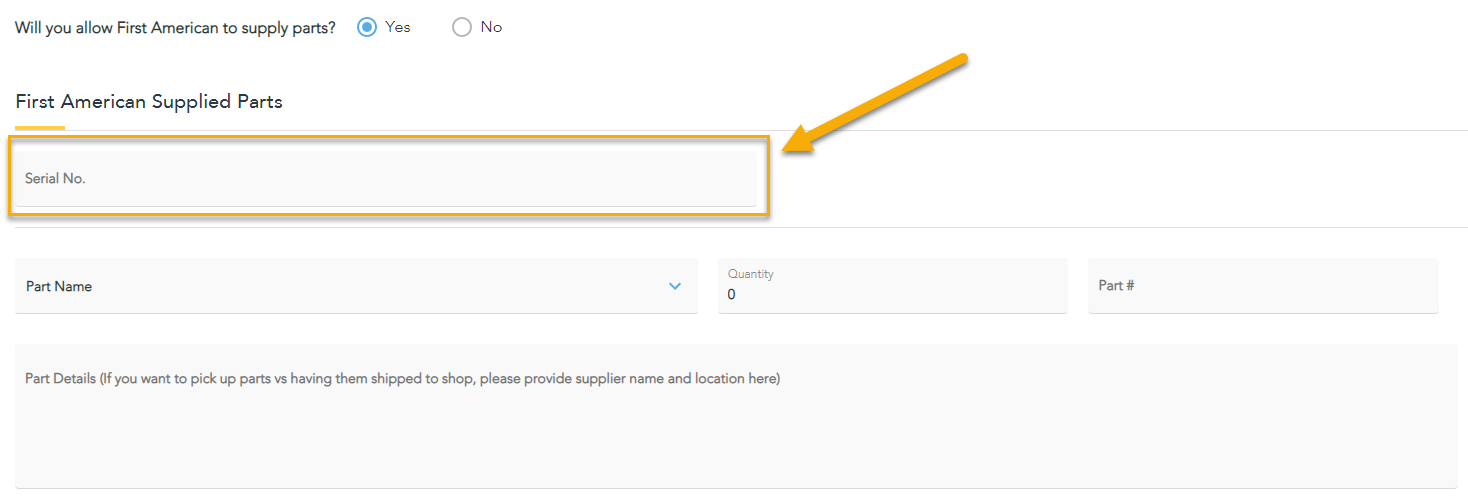 Will you allow First American to supply parts? Yes No
First American Supplied Parts
Serial No.
Part Name Quantity 0 Part #
Part Details (If you want to pick up parts vs having them shipped to shop, please provide supplier name and location here)